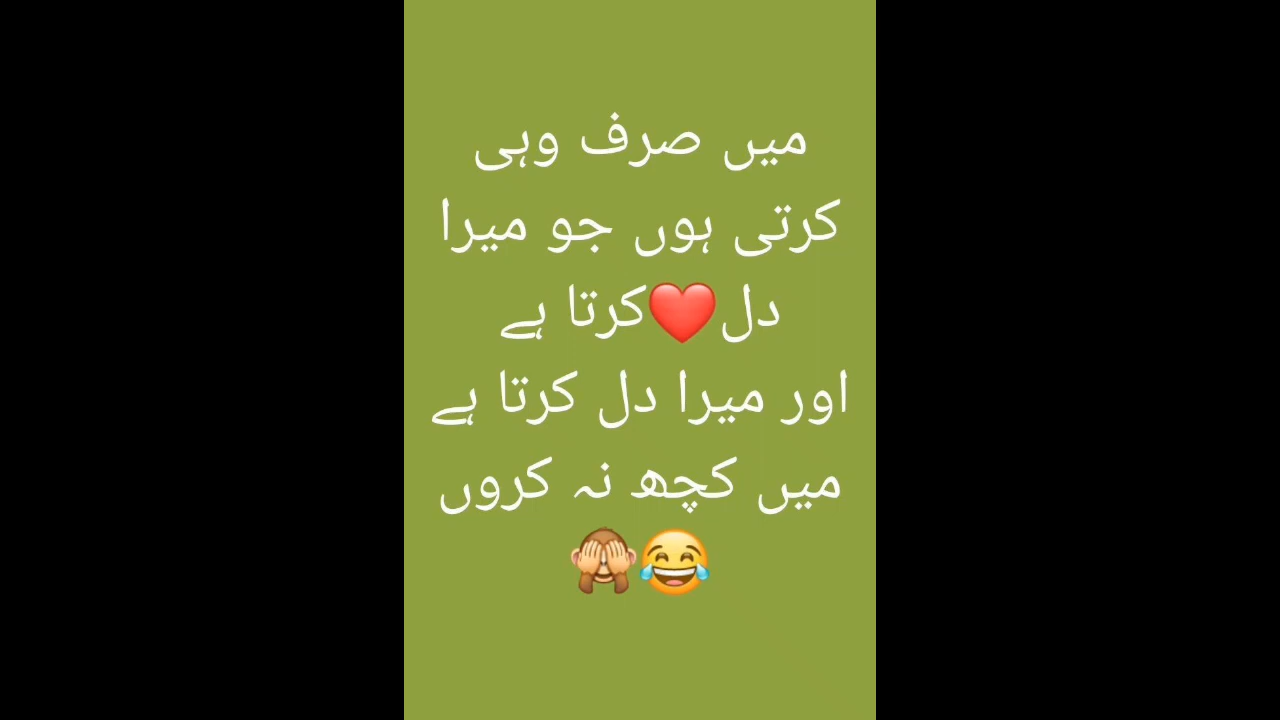 میں صرف وہی
کرتی ہوں جو میرا
دل❤️کرتا ہے
اور میرا دل کرتا ہے
میں کچھ نہ کروں
😂🙈